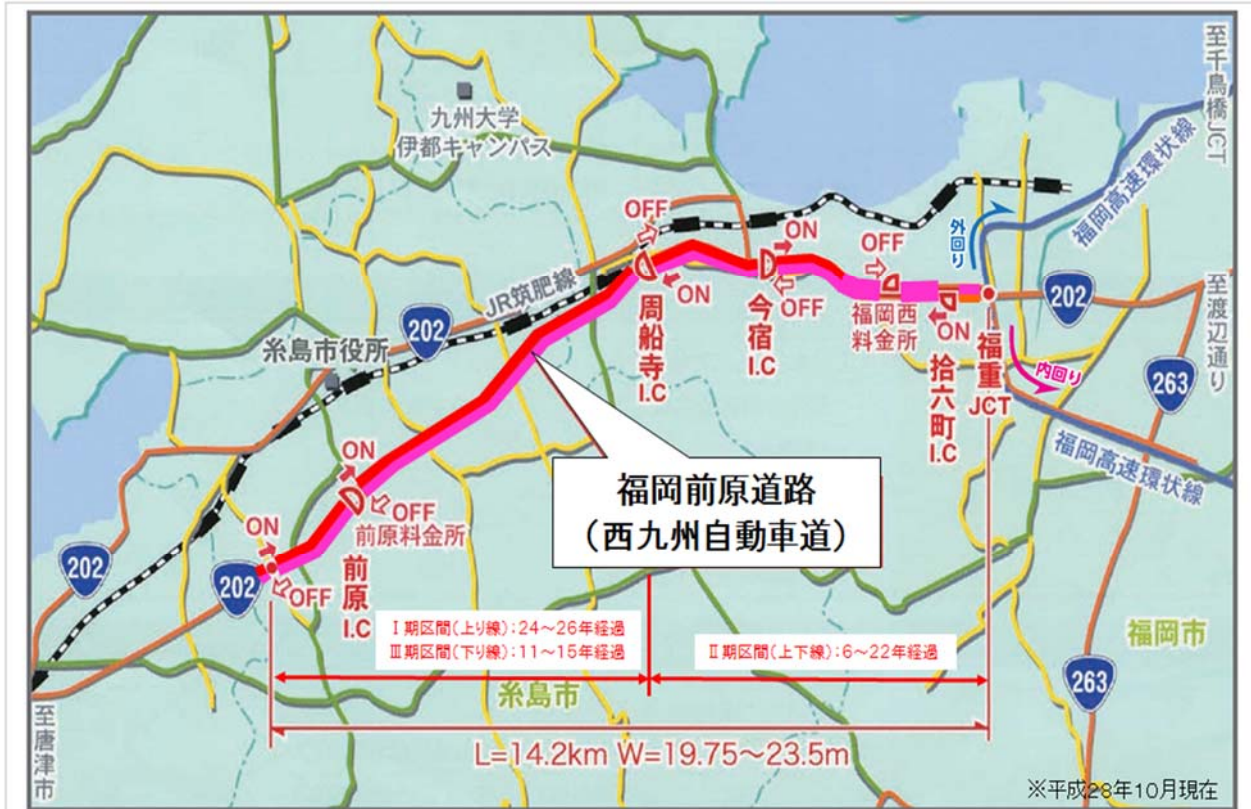 至千鳥橋JCT
九州大学
伊都キャンパス
福岡高速環状線
OFF
ON
外回り
OFF
JR筑肥線
ON
OFF
202
至渡辺通り
202
周船寺
I.C
今宿
I.C
福岡西
料金所
ON
拾六町
I.C
福重
JCT
内回り
263
糸島市役所
福岡高速環状線
ON
福岡前原道路
(西九州自動車道)
OFF
前原料金所
ON
202
202
OFF
前原
I.C
Ⅰ期区間(上り線):24~26年経過
Ⅲ期区間(下り線):11~15年経過
Ⅱ期区間(上下線):6~22年経過
福岡市
263
糸島市
至唐津市
L=14.2km W=19.75~23.5m
※平成28年10月現在